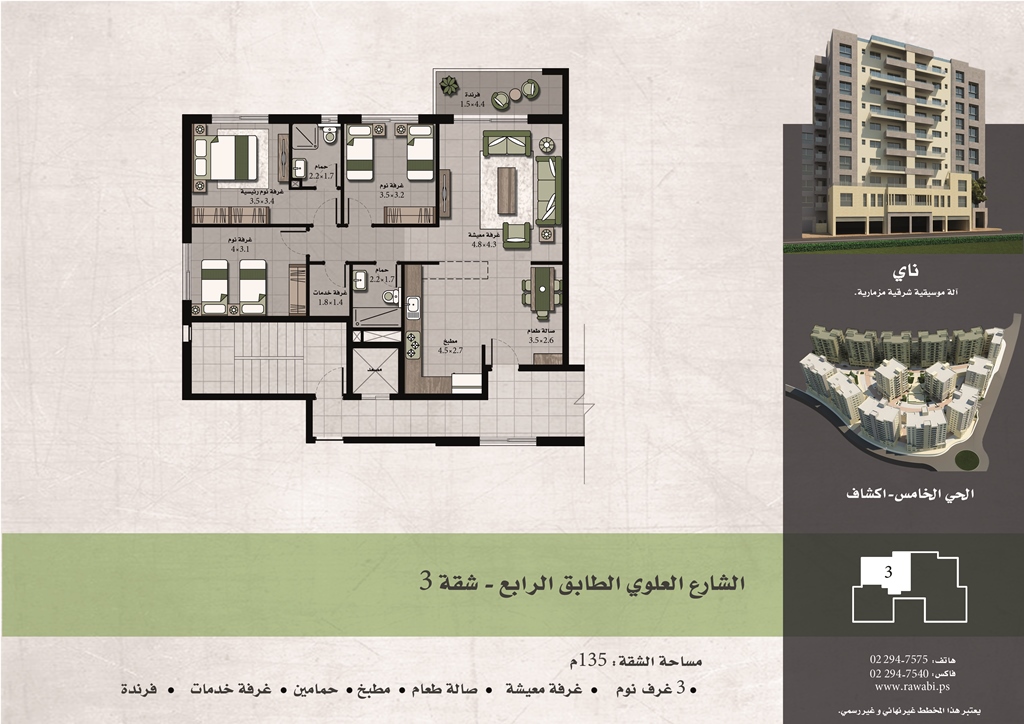 فرندة
1.5×4.4
حمام
2.2×1.7
غرفة نوم
3.5×3.2
غرفة نوم رئيسية
3.5×3.4
غرفة معيشة
4.8×4.3
غرفة نوم
4×3.1
حمام
2.2×1.7
غرفة خدمات
1.8×1.4
صالة طعام
3.5×2.6
مطبخ
4.5×2.7
مصعد
ناي
آلة موسيقية شرقية مزمارية.
الحي الخامس-اكشاف
3
الشارع العلوي الطابق الرابع - شقة 3
مساحة الشقة: 135م
• 3 غرف نوم • غرفة معيشة • صالة طعام • مطبخ • حمامين • غرفة خدمات • فرندة
هاتف: 02 294-7575
فاكس: 02 294-7540
www.rawabi.ps
يعتبر هذا المخطط غير نهائي و غير رسمي.